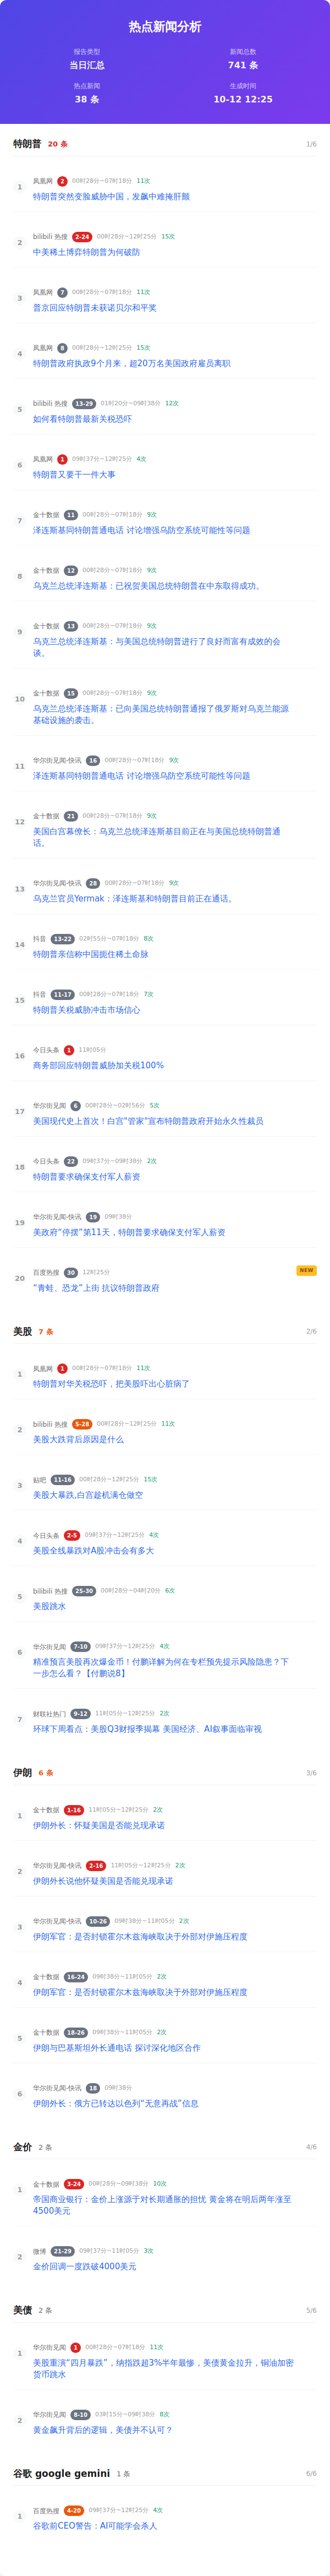 热点新闻分析
报告类型
新闻总数
当日汇总
741 条
热点新闻
生成时间
38 条
10-12 12:25
特朗普 20 条 1/6
1
凤凰网 2 00时28分~07时18分 11次
特朗普突然变脸威胁中国，发飙中难掩肝颤
2
bilibili 热搜 2-24 00时28分~12时25分 15次
中美稀土博弈特朗普为何破防
3
凤凰网 7 00时28分~07时18分 11次
普京回应特朗普未获诺贝尔和平奖
4
凤凰网 8 00时28分~12时25分 15次
特朗普政府执政9个月来，超20万名美国政府雇员离职
5
bilibili 热搜 13-29 01时20分~09时38分 12次
如何看特朗普最新关税恐吓
6
凤凰网 1 09时37分~12时25分 4次
特朗普又要干一件大事
7
金十数据 11 00时28分~07时18分 9次
泽连斯基同特朗普通电话 讨论增强乌防空系统可能性等问题
8
金十数据 12 00时28分~07时18分 9次
乌克兰总统泽连斯基：已祝贺美国总统特朗普在中东取得成功。
9
金十数据 13 00时28分~07时18分 9次
乌克兰总统泽连斯基：与美国总统特朗普进行了良好而富有成效的会
谈。
10
金十数据 15 00时28分~07时18分 9次
乌克兰总统泽连斯基：已向美国总统特朗普通报了俄罗斯对乌克兰能源
基础设施的袭击。
11
华尔街见闻-快讯 16 00时28分~07时18分 9次
泽连斯基同特朗普通电话 讨论增强乌防空系统可能性等问题
12
金十数据 21 00时28分~07时18分 9次
美国白宫幕僚长：乌克兰总统泽连斯基目前正在与美国总统特朗普通
话。
13
华尔街见闻-快讯 28 00时28分~07时18分 9次
乌克兰官员Yermak：泽连斯基和特朗普目前正在通话。
14
抖音 13-22 02时55分~07时18分 8次
特朗普亲信称中国扼住稀土命脉
15
抖音 11-17 00时28分~07时18分 7次
特朗普关税威胁冲击市场信心
16
今日头条 1 11时05分
商务部回应特朗普威胁加关税100%
17
华尔街见闻 6 00时28分~02时56分 5次
美国现代史上首次！白宫"管家"宣布特朗普政府开始永久性裁员
18
今日头条 22 09时37分~09时38分 2次
特朗普要求确保支付军人薪资
19
华尔街见闻-快讯 19 09时38分
美政府“停摆”第11天，特朗普要求确保支付军人薪资
20
百度热搜 30 12时25分 NEW
“青蛙、恐龙”上街 抗议特朗普政府
美股 7 条 2/6
1
凤凰网 1 00时28分~07时18分 11次
特朗普对华关税恐吓，把美股吓出心脏病了
2
bilibili 热搜 5-28 00时28分~12时25分 11次
美股大跌背后原因是什么
3
贴吧 11-16 00时28分~12时25分 15次
美股大暴跌,白宫趁机满仓做空
4
今日头条 2-5 09时37分~12时25分 4次
美股全线暴跌对A股冲击会有多大
5
bilibili 热搜 25-30 00时28分~04时20分 6次
美股跳水
6
华尔街见闻 7-10 09时37分~12时25分 4次
精准预言美股再次爆金币！付鹏详解为何在专栏预先提示风险隐患？下
一步怎么看？【付鹏说8】
7
财联社热门 9-12 11时05分~12时25分 2次
环球下周看点：美股Q3财报季揭幕 美国经济、AI叙事面临审视
伊朗 6 条 3/6
1
金十数据 1-16 11时05分~12时25分 2次
伊朗外长：怀疑美国是否能兑现承诺
2
华尔街见闻-快讯 2-16 11时05分~12时25分 2次
伊朗外长说他怀疑美国是否能兑现承诺
3
华尔街见闻-快讯 10-26 09时38分~11时05分 2次
伊朗军官：是否封锁霍尔木兹海峡取决于外部对伊施压程度
4
金十数据 16-24 09时38分~11时05分 2次
伊朗军官：是否封锁霍尔木兹海峡取决于外部对伊施压程度
5
金十数据 18-26 09时38分~11时05分 2次
伊朗与巴基斯坦外长通电话 探讨深化地区合作
6
华尔街见闻-快讯 18 09时38分
伊朗外长：俄方已转达以色列“无意再战”信息
金价 2 条 4/6
1
金十数据 3-24 00时28分~09时38分 10次
帝国商业银行：金价上涨源于对长期通胀的担忧 黄金将在明后两年涨至
4500美元
2
微博 21-29 09时37分~11时05分 3次
金价回调一度跌破4000美元
美债 2 条 5/6
1
华尔街见闻 1 00时28分~07时18分 11次
美股重演“四月暴跌”，纳指跌超3%半年最惨，美债黄金拉升，铜油加密
货币跳水
2
华尔街见闻 8-10 03时15分~09时38分 8次
黄金飙升背后的逻辑，美债并不认可？
谷歌 google gemini 1 条 6/6
1
百度热搜 4-20 09时37分~12时25分 4次
谷歌前CEO警告：AI可能学会杀人